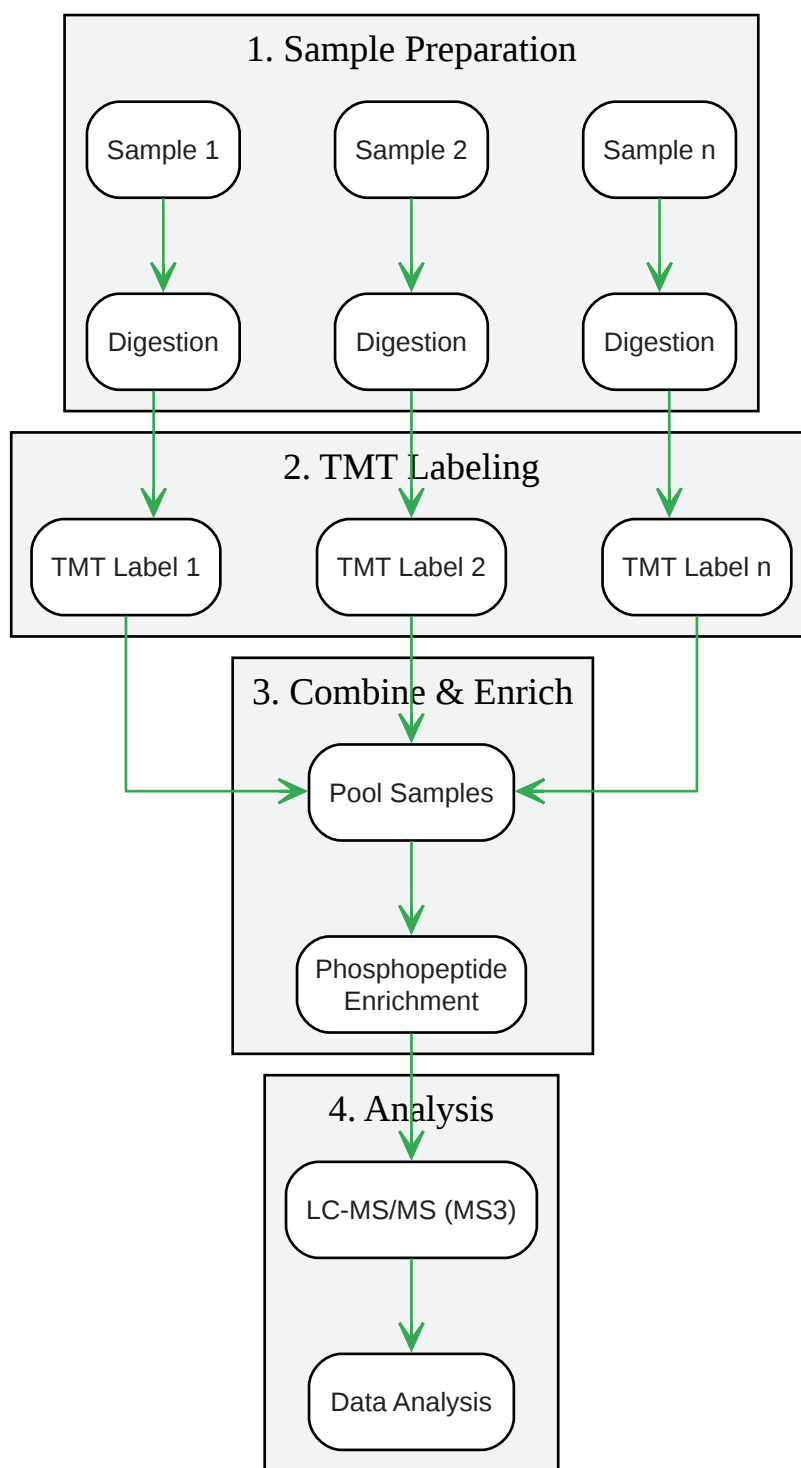 1. Sample Preparation
Sample 1
Sample 2
Sample n
Digestion
Digestion
Digestion
2. TMT Labeling
TMT Label 1
TMT Label 2
TMT Label n
3. Combine & Enrich
Pool Samples
Phosphopeptide
Enrichment
4. Analysis
LC-MS/MS (MS3)
Data Analysis